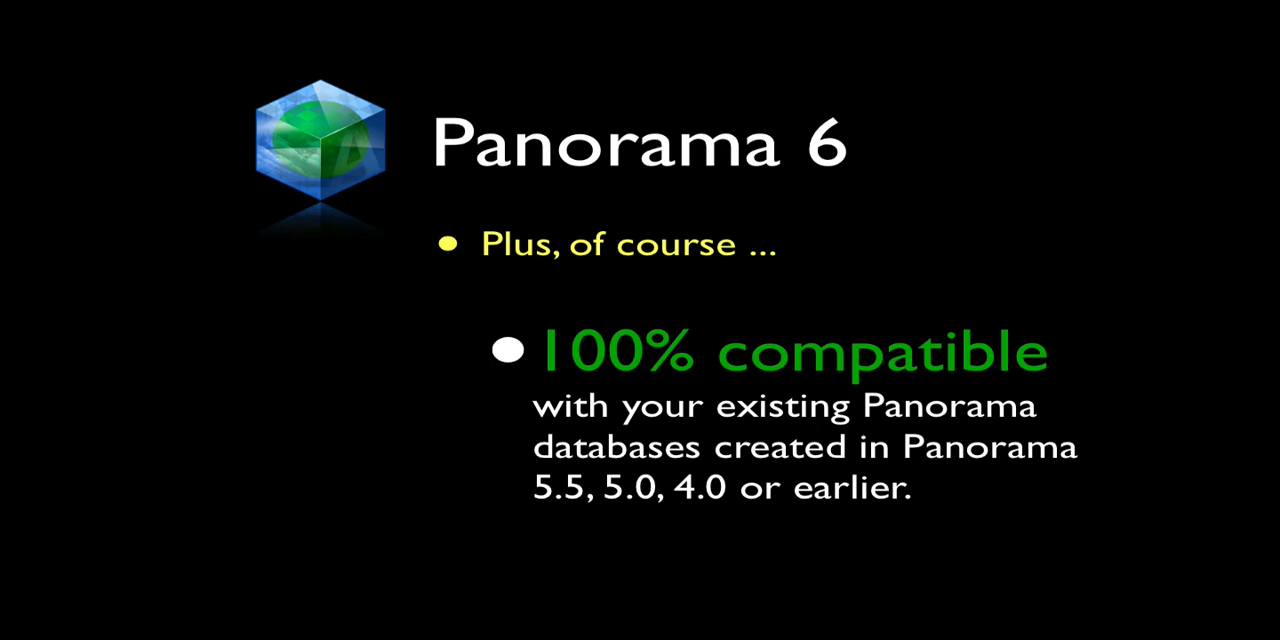 Panorama 6
• Plus, of course ...
• 100% compatible
with your existing Panorama
databases created in Panorama
5.5, 5.0, 4.0 or earlier.